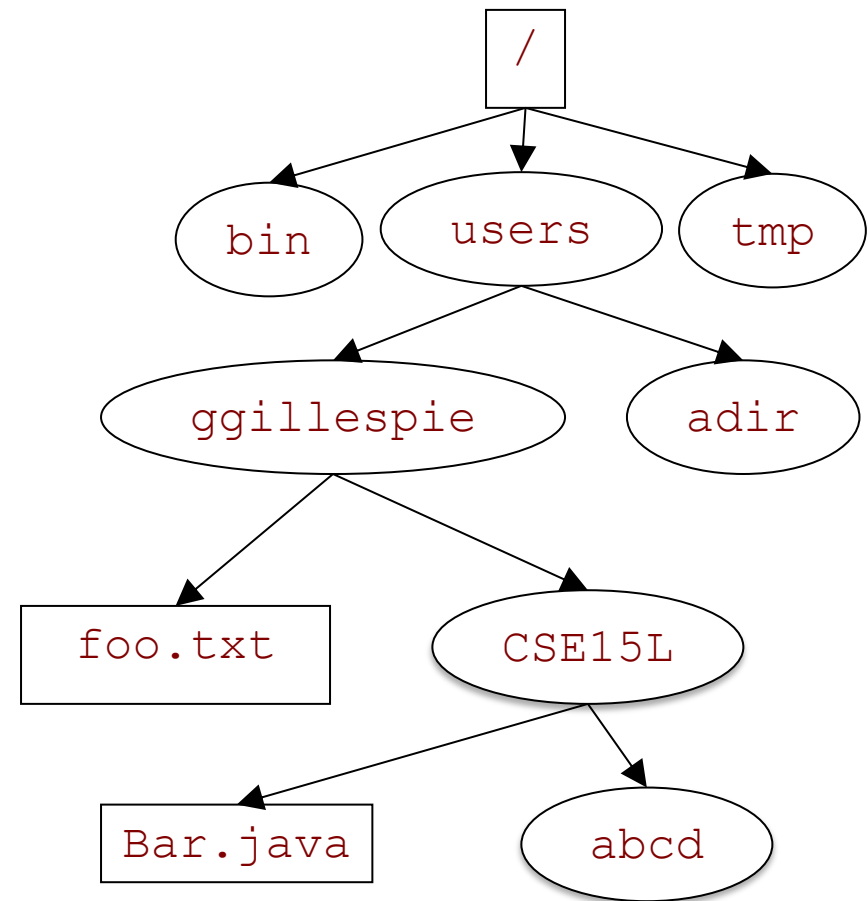 /
bin
users
tmp
ggillespie
adir
foo.txt
CSE15L
Bar.java
abcd